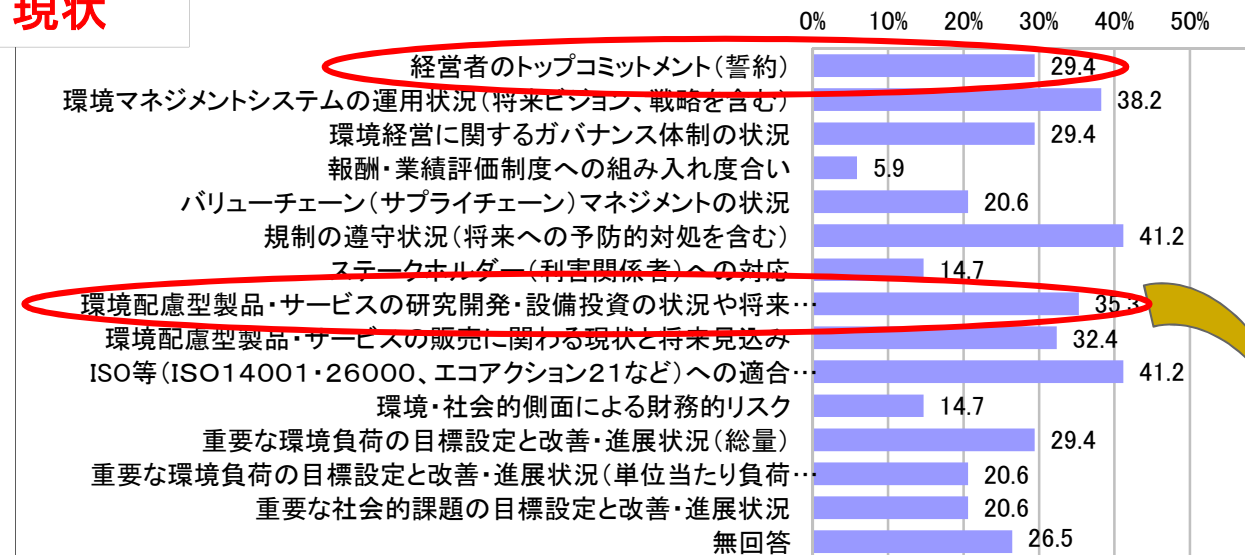 現状
0% 10% 20% 30% 40% 50%
経営者のトップコミットメント(誓約) 29.4
環境マネジメントシステムの運用状況(将来ビジョン、戦略を含む) 38.2
環境経営に関するガバナンス体制の状況 29.4
報酬・業績評価制度への組み入れ度合い 5.9
バリューチェーン(サプライチェーン)マネジメントの状況 20.6
規制の遵守状況(将来への予防的対処を含む) 41.2
ステークホルダー(利害関係者)への対応 14.7
環境配慮型製品・サービスの研究開発・設備投資の状況や将来… 35.3
環境配慮型製品・サービスの販売に関わる現状と将来見込み 32.4
ISO等(ISO14001・26000、エコアクション21など)への適合… 41.2
環境・社会的側面による財務的リスク 14.7
重要な環境負荷の目標設定と改善・進展状況(総量) 29.4
重要な環境負荷の目標設定と改善・進展状況(単位当たり負荷… 20.6
重要な社会的課題の目標設定と改善・進展状況 20.6
無回答 26.5